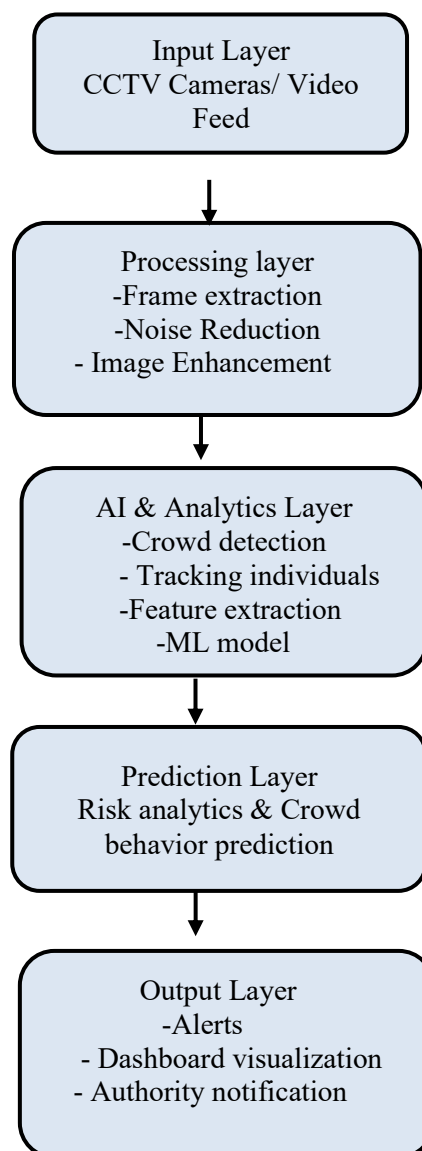 Input Layer
CCTV Cameras/ Video
Feed
Processing layer
-Frame extraction
-Noise Reduction
- Image Enhancement
AI & Analytics Layer
-Crowd detection
- Tracking individuals
-Feature extraction
-ML model
Prediction Layer
Risk analytics & Crowd
behavior prediction
Output Layer
-Alerts
- Dashboard visualization
- Authority notification